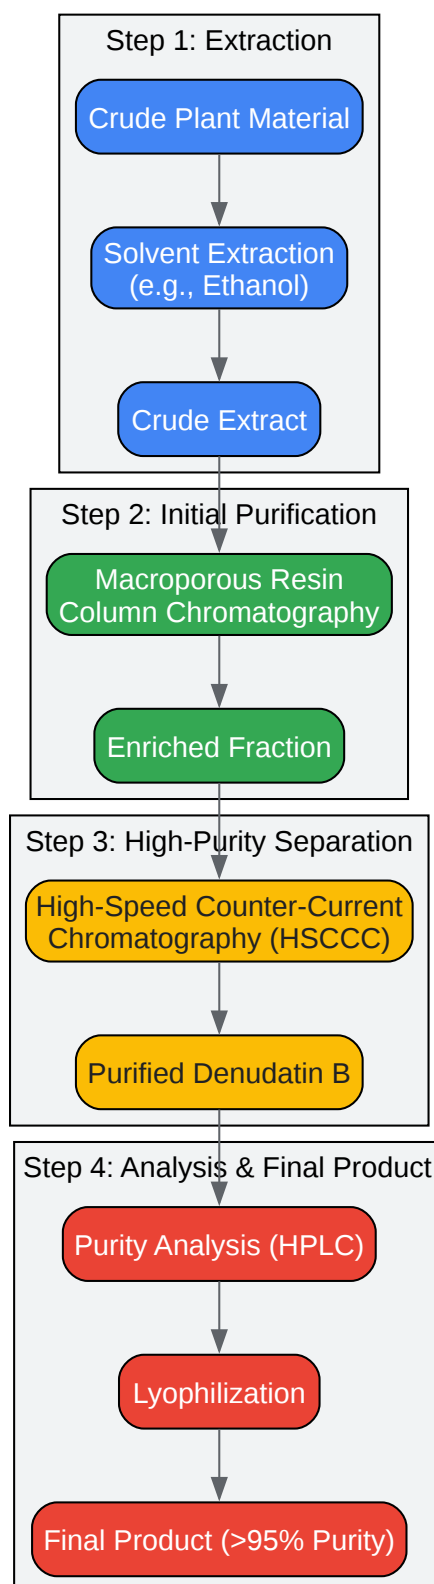 Step 1: Extraction
Crude Plant Material
Solvent Extraction
(e.g., Ethanol)
Crude Extract
Step 2: Initial Purification
Macroporous Resin
Column Chromatography
Enriched Fraction
Step 3: High-Purity Separation
High-Speed Counter-Current
Chromatography (HSCCC)
Purified Denudatin B
Step 4: Analysis & Final Product
Purity Analysis (HPLC)
Lyophilization
Final Product (>95% Purity)